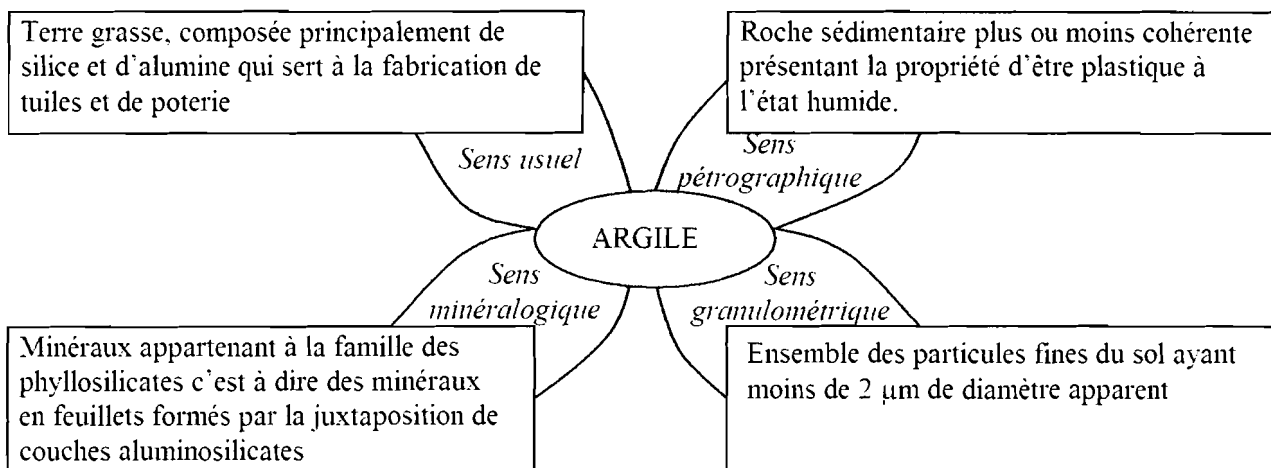 Terre grasse, composée principalement de
silice et d'alumine qui sert à la fabrication de
tuiles et de poterie
Roche sédimentaire plus ou moins cohérente
présentant la propriété d'être plastique à
l'état humide.
Sens usuel
Sens
pétrographique
ARGILE
Sens
minéralogique
Sens
granulométrique
Minéraux appartenant à la famille des
phyllosilicates c'est à dire des minéraux
en feuillets formés par la juxtaposition de
couches aluminosilicates
Ensemble des particules fines du sol ayant
moins de 2 µm de diamètre apparent